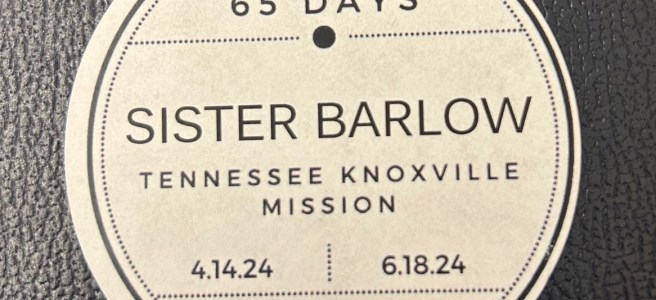 65 DAYS
SISTER BARLOW
TENNESSEE KNOXVILLE
MISSION
4.14.24 6.18.24